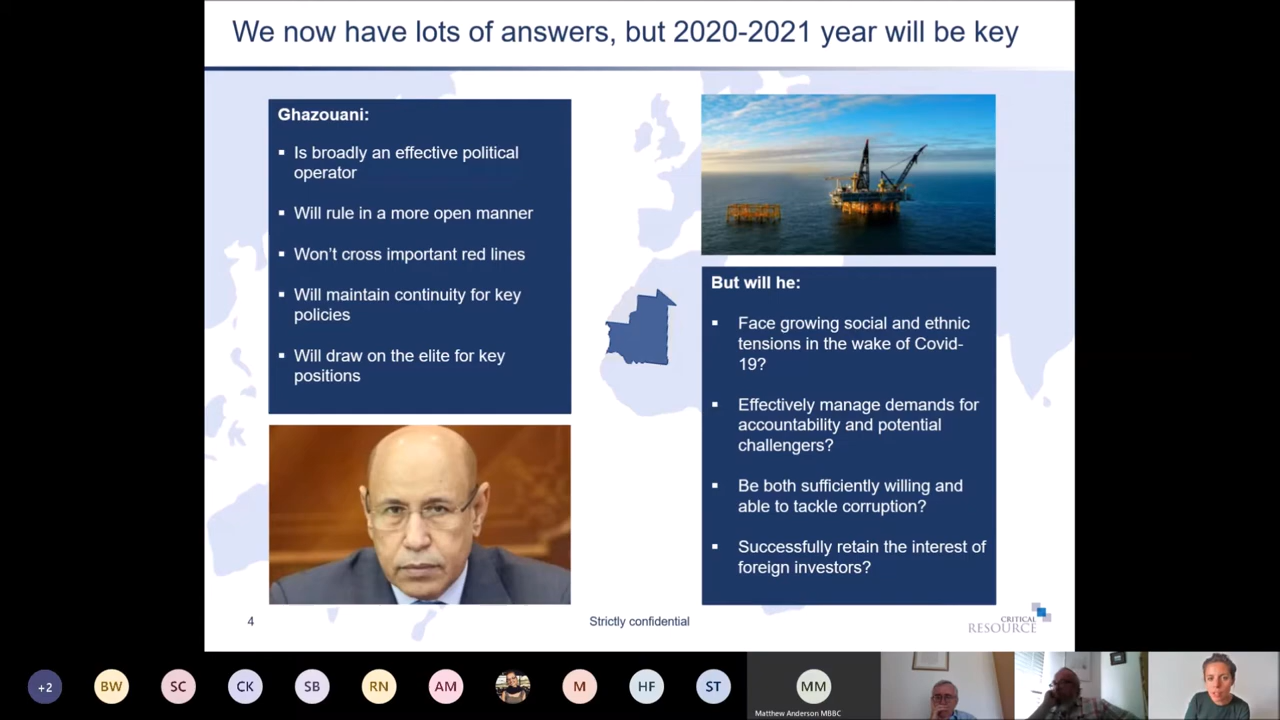 We now have lots of answers, but 2020-2021 year will be key
Ghazouani:
▪ Is broadly an effective political
operator
▪ Will rule in a more open manner
▪ Won't cross important red lines
▪ Will maintain continuity for key
policies
▪ Will draw on the elite for key
positions
But will he:
▪ Face growing social and ethnic
tensions in the wake of Covid-
19?
▪ Effectively manage demands for
accountability and potential
challengers?
▪ Be both sufficiently willing and
able to tackle corruption?
▪ Successfully retain the interest of
foreign investors?
4
Strictly confidential
CRITICAL
RESOURCE
+2
BW
SC
CK
SB
RN
AM
M
HF
ST
MM
Matthew Anderson MBBC